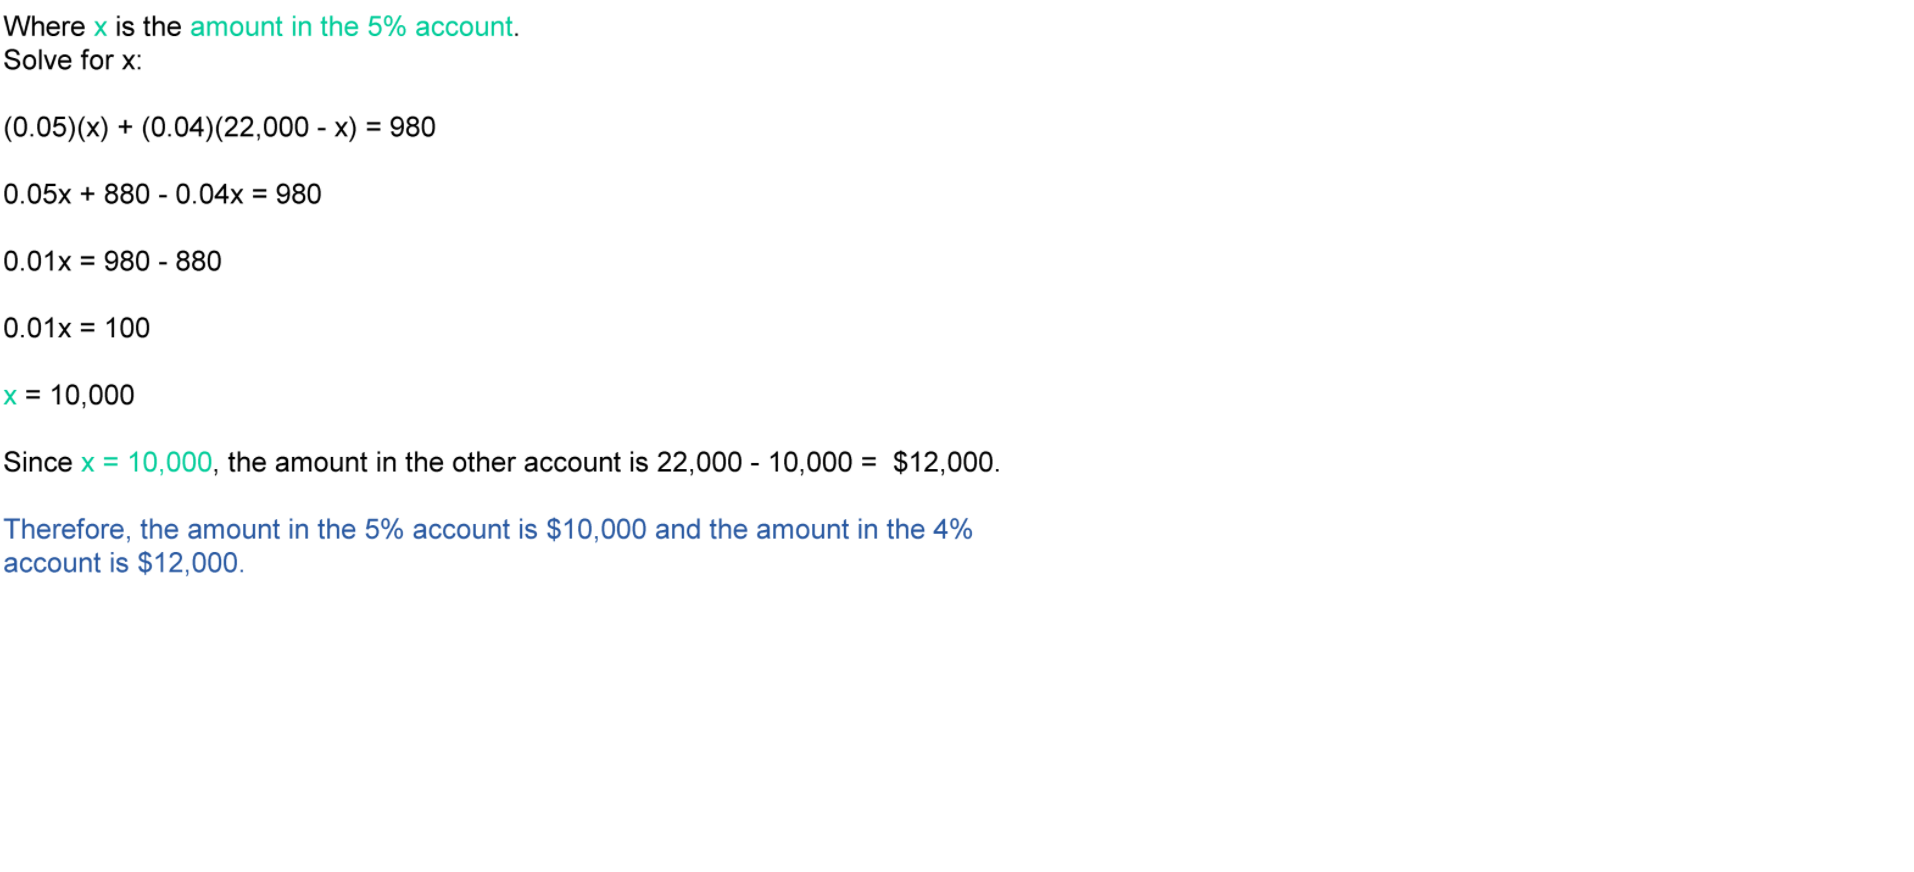 Where x is the amount in the 5% account.
Solve for x:
(0.05)(x) + (0.04)(22,000 - x) = 980
0.05x + 880 - 0.04x = 980
0.01x = 980 - 880
0.01x = 100
x = 10,000
Since x = 10,000, the amount in the other account is 22,000 - 10,000 =  $12,000.
Therefore, the amount in the 5% account is $10,000 and the amount in the 4%
account is $12,000.